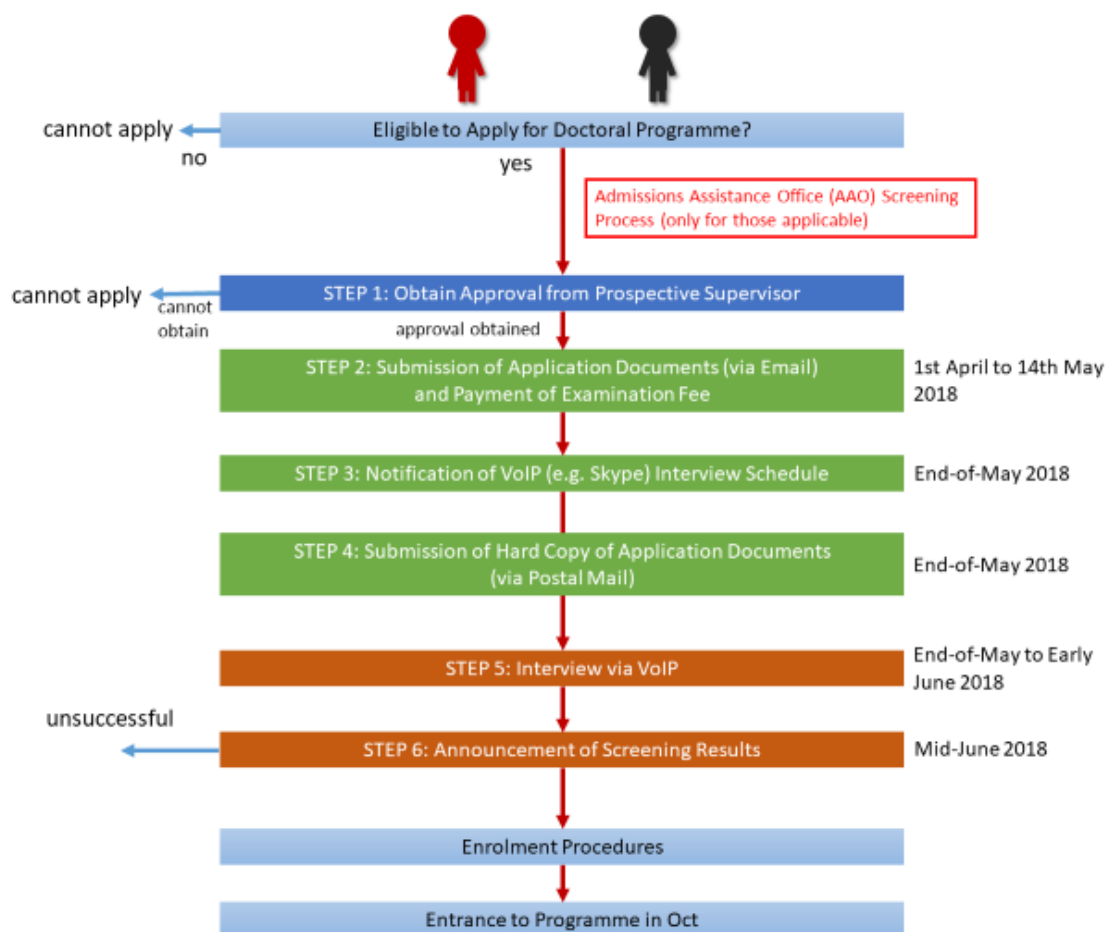 Eligible to Apply for Doctoral Programme?
cannot apply
no
yes
Admissions Assistance Office (AAO) Screening
Process (only for those applicable)
STEP 1: Obtain Approval from Prospective Supervisor
cannot apply
cannot
obtain
approval obtained
STEP 2: Submission of Application Documents (via Email)
and Payment of Examination Fee
1st April to 14th May
2018
STEP 3: Notification of VoIP (e.g. Skype) Interview Schedule
End-of-May 2018
STEP 4: Submission of Hard Copy of Application Documents
(via Postal Mail)
End-of-May 2018
STEP 5: Interview via VoIP
End-of-May to Early
June 2018
unsuccessful
STEP 6: Announcement of Screening Results
Mid-June 2018
Enrolment Procedures
Entrance to Programme in Oct